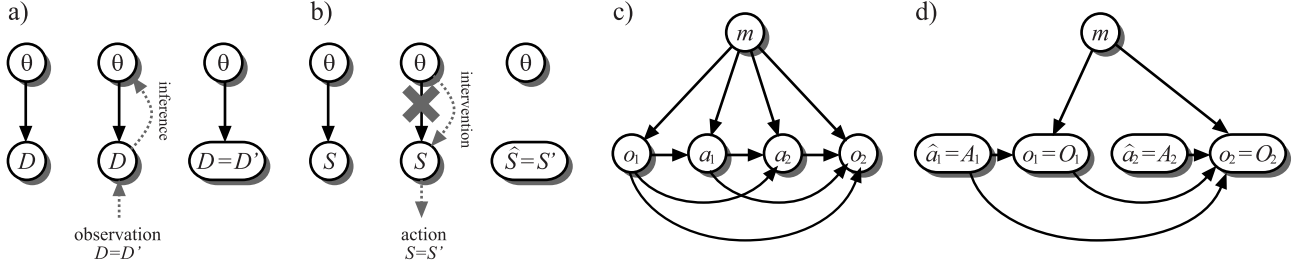 a)
θ
D
θ
D
inference
observation
D=D'
θ
D=D'
b)
θ
S
θ
S
intervention
action
S=S'
θ
Ŝ=S'
c)
m
o₁
a₁
a₂
o₂
d)
m
â₁=A₁
o₁=O₁
â₂=A₂
o₂=O₂